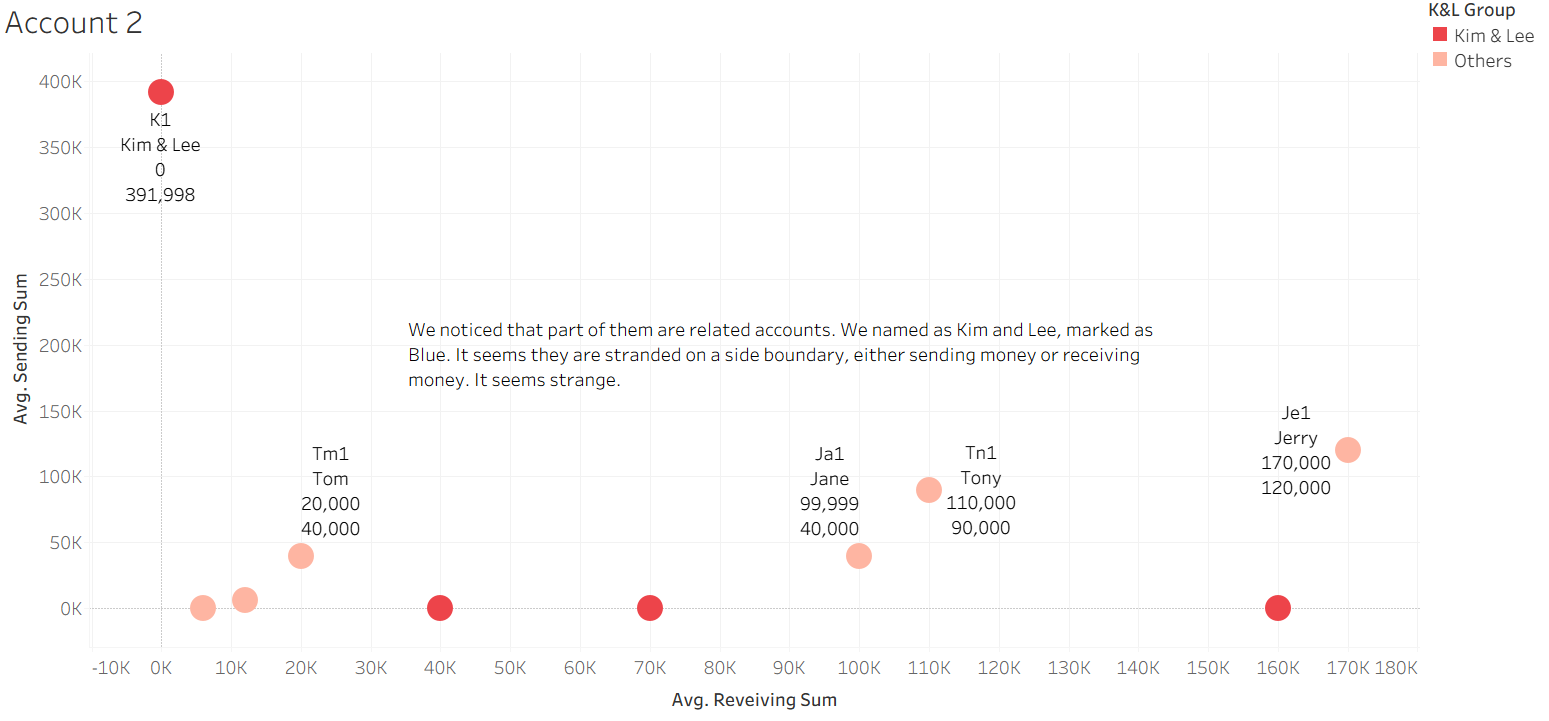 Account 2
K&L Group
Kim & Lee
Others
400K
350K
300K
250K
200K
150K
100K
50K
0K
Avg. Sending Sum
K1
Kim & Lee
0
391,998
We noticed that part of them are related accounts. We named as Kim and Lee, marked as
Blue. It seems they are stranded on a side boundary, either sending money or receiving
money. It seems strange.
Tm1
Tom
20,000
40,000
Ja1
Jane
99,999
40,000
Tn1
Tony
110,000
90,000
Je1
Jerry
170,000
120,000
-10K 0K 10K 20K 30K 40K 50K 60K 70K 80K 90K 100K 110K 120K 130K 140K 150K 160K 170K 180K
Avg. Reveiving Sum